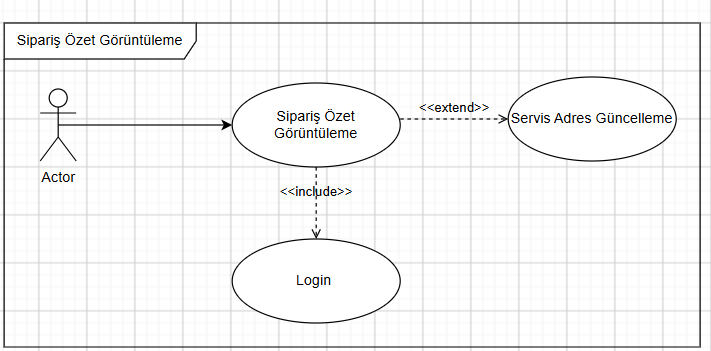 Sipariş Özet Görüntüleme
Sipariş Özet
Görüntüleme
<<extend>>
Servis Adres Güncelleme
Actor
<<include>>
Login